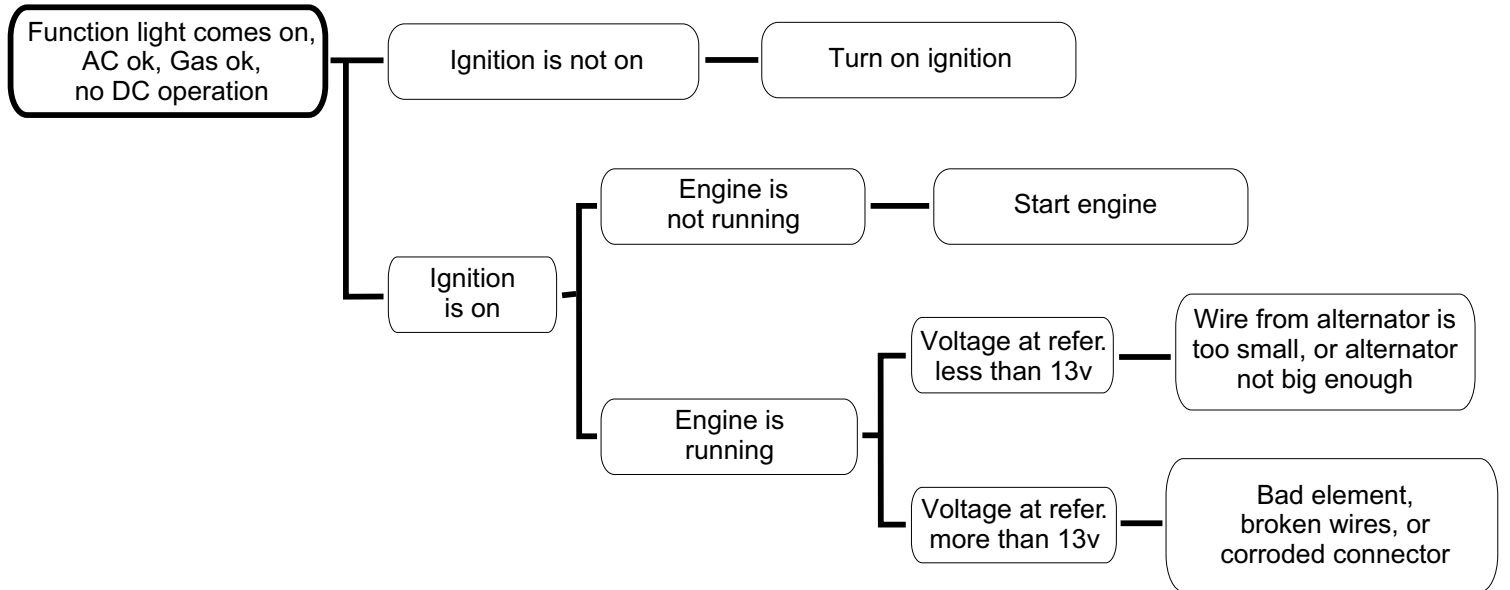 Function light comes on,
AC ok, Gas ok,
no DC operation
Ignition is not on
Turn on ignition
Engine is
not running
Start engine
Ignition
is on
Voltage at refer.
less than 13v
Wire from alternator is
too small, or alternator
not big enough
Engine is
running
Voltage at refer.
more than 13v
Bad element,
broken wires, or
corroded connector